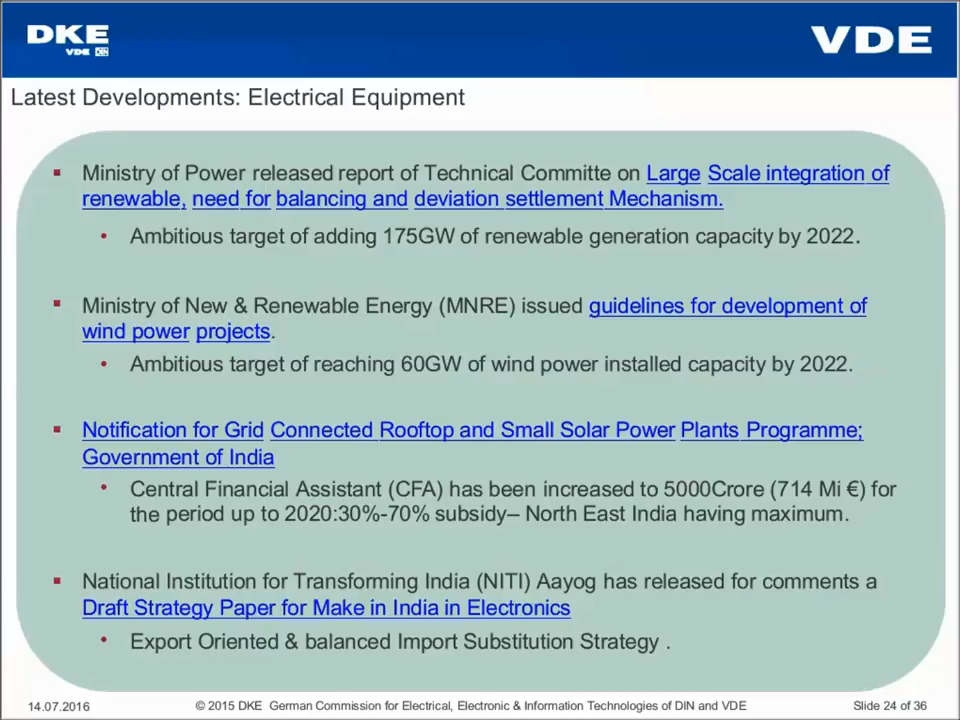 DKE
VDE DIN
VDE
Latest Developments: Electrical Equipment
▪ Ministry of Power released report of Technical Committe on Large Scale integration of
renewable, need for balancing and deviation settlement Mechanism.
• Ambitious target of adding 175GW of renewable generation capacity by 2022.
▪ Ministry of New & Renewable Energy (MNRE) issued guidelines for development of
wind power projects.
• Ambitious target of reaching 60GW of wind power installed capacity by 2022.
▪ Notification for Grid Connected Rooftop and Small Solar Power Plants Programme;
Government of India
• Central Financial Assistant (CFA) has been increased to 5000Crore (714 Mi €) for
the period up to 2020:30%-70% subsidy– North East India having maximum.
▪ National Institution for Transforming India (NITI) Aayog has released for comments a
Draft Strategy Paper for Make in India in Electronics
• Export Oriented & balanced Import Substitution Strategy .
14.07.2016 © 2015 DKE German Commission for Electrical, Electronic & Information Technologies of DIN and VDE Slide 24 of 36